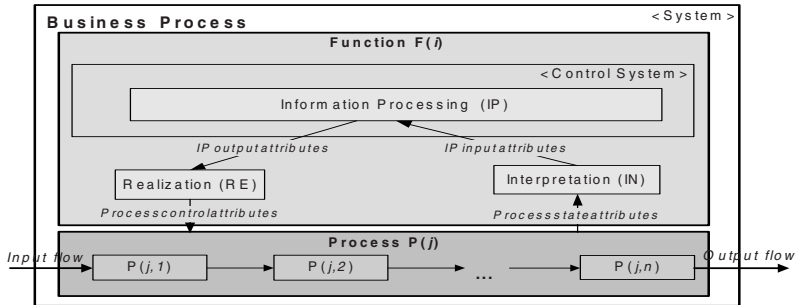 <System>
Business Process
Function F(i)
<Control System>
Information Processing (IP)
IP output attributes
IP input attributes
Realization (RE)
Interpretation (IN)
Process control attributes
Process state attributes
Process P(j)
Input flow
Output flow
P(j,1)
P(j,2)
...
P(j,n)